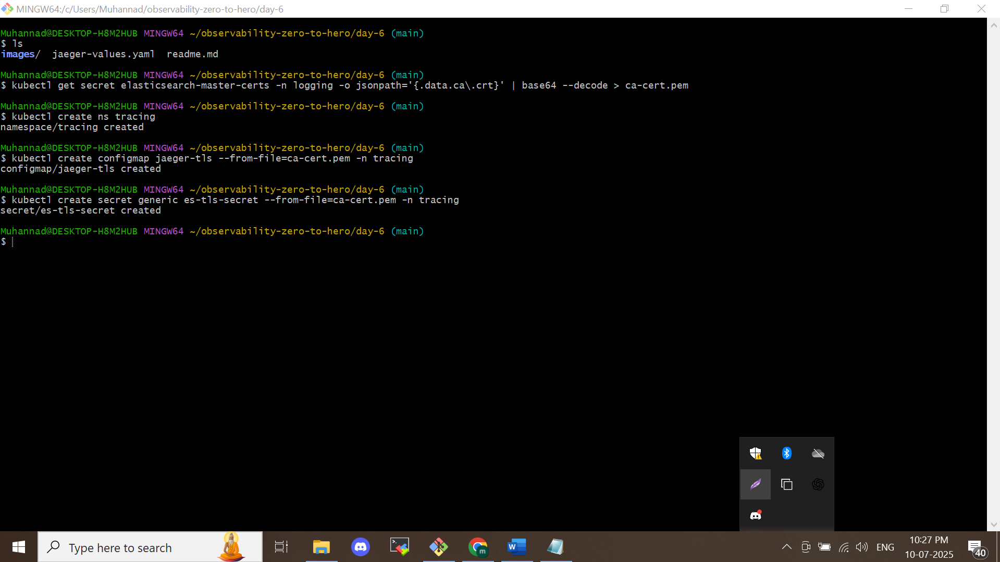 MINGW64:/c/Users/Muhannad/observability-zero-to-hero/day-6
Muhannad@DESKTOP-H8M2HUB MINGW64 ~/observability-zero-to-hero/day-6 (main)
$ ls
images/  jaeger-values.yaml  readme.md
Muhannad@DESKTOP-H8M2HUB MINGW64 ~/observability-zero-to-hero/day-6 (main)
$ kubectl get secret elasticsearch-master-certs -n logging -o jsonpath='{.data.ca\.crt}' | base64 --decode > ca-cert.pem
Muhannad@DESKTOP-H8M2HUB MINGW64 ~/observability-zero-to-hero/day-6 (main)
$ kubectl create ns tracing
namespace/tracing created
Muhannad@DESKTOP-H8M2HUB MINGW64 ~/observability-zero-to-hero/day-6 (main)
$ kubectl create configmap jaeger-tls --from-file=ca-cert.pem -n tracing
configmap/jaeger-tls created
Muhannad@DESKTOP-H8M2HUB MINGW64 ~/observability-zero-to-hero/day-6 (main)
$ kubectl create secret generic es-tls-secret --from-file=ca-cert.pem -n tracing
secret/es-tls-secret created
Muhannad@DESKTOP-H8M2HUB MINGW64 ~/observability-zero-to-hero/day-6 (main)
$
Type here to search
m
W
ENG
10:27 PM
10-07-2025
40